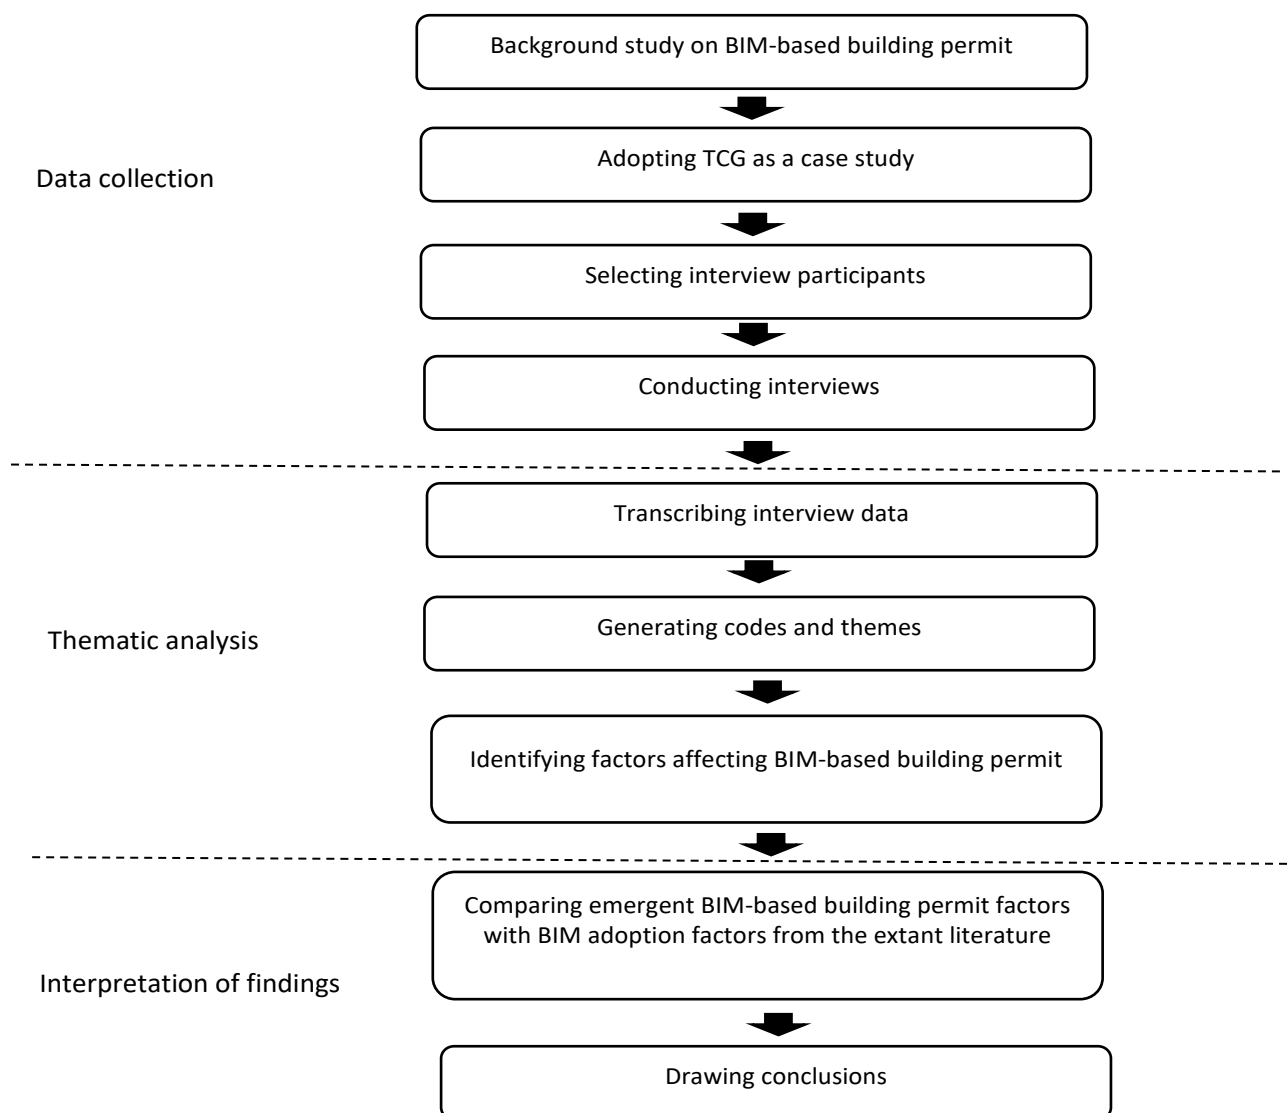 Background study on BIM-based building permit
Adopting TCG as a case study
Data collection
Selecting interview participants
Conducting interviews
Transcribing interview data
Generating codes and themes
Thematic analysis
Identifying factors affecting BIM-based building permit
Comparing emergent BIM-based building permit factors
with BIM adoption factors from the extant literature
Interpretation of findings
Drawing conclusions